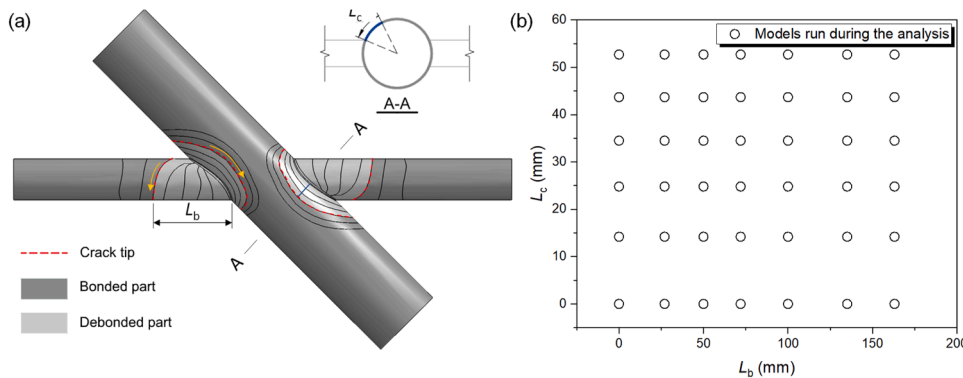 (a)
Lc
A-A
A
Lb
A
Crack tip
Bonded part
Debonded part
(b)
Models run during the analysis
60
50
40
30
20
10
0
Lc (mm)
0
50
100
150
200
Lb (mm)